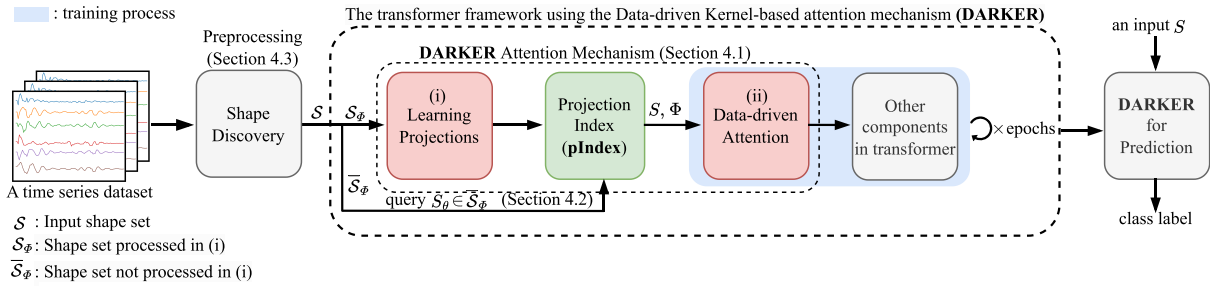 : training process
The transformer framework using the Data-driven Kernel-based attention mechanism (DARKER)
Preprocessing
(Section 4.3)
DARKER Attention Mechanism (Section 4.1)
an input S
Shape
Discovery
𝒮
𝒮_Φ
(i)
Learning
Projections
Projection
Index
(pIndex)
S, Φ
(ii)
Data-driven
Attention
Other
components
in transformer
× epochs
DARKER
for
Prediction
A time series dataset
𝒮̅_Φ
query S_θ ∈ 𝒮̅_Φ (Section 4.2)
class label
𝒮 : Input shape set
𝒮_Φ : Shape set processed in (i)
𝒮̅_Φ : Shape set not processed in (i)